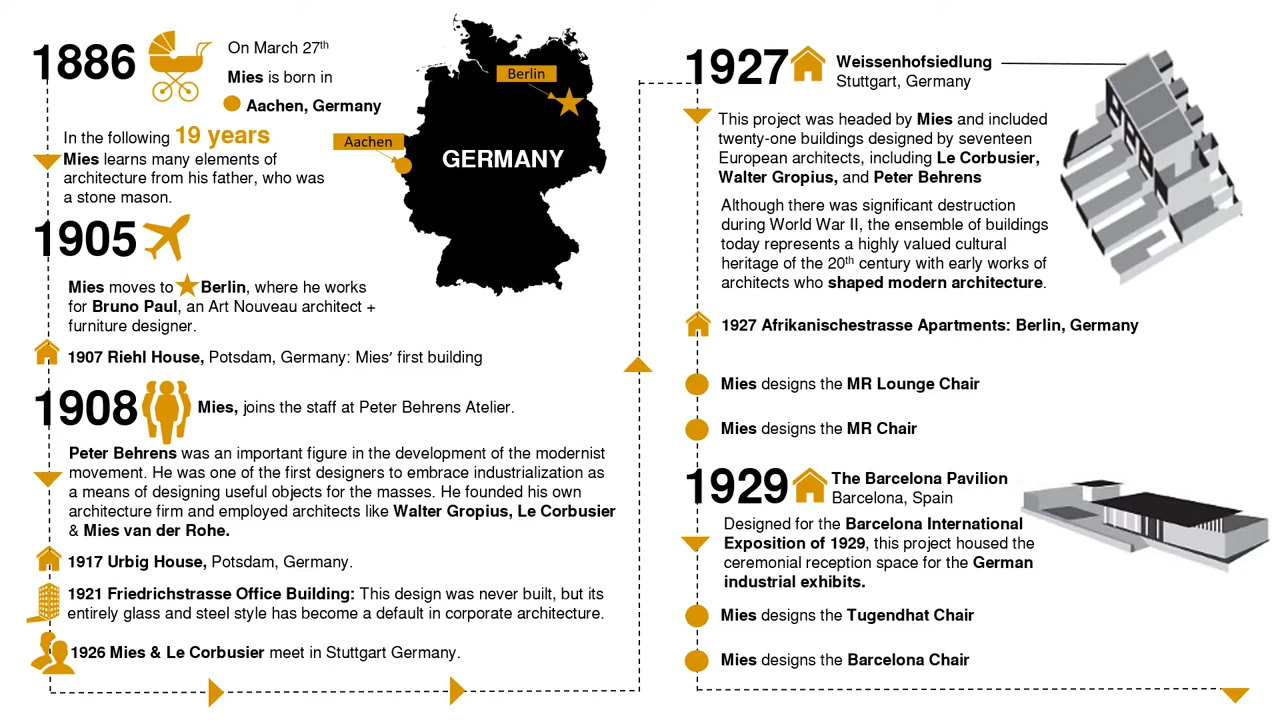 1886
On March 27th
Mies is born in
Aachen, Germany
In the following 19 years
Mies learns many elements of
architecture from his father, who was
a stone mason.
Berlin
Aachen
GERMANY
1905
Mies moves to Berlin, where he works
for Bruno Paul, an Art Nouveau architect +
furniture designer.
1907 Riehl House, Potsdam, Germany: Mies' first building
1908
Mies, joins the staff at Peter Behrens Atelier.
Peter Behrens was an important figure in the development of the modernist
movement. He was one of the first designers to embrace industrialization as
a means of designing useful objects for the masses. He founded his own
architecture firm and employed architects like Walter Gropius, Le Corbusier
& Mies van der Rohe.
1917 Urbig House, Potsdam, Germany.
1921 Friedrichstrasse Office Building: This design was never built, but its
entirely glass and steel style has become a default in corporate architecture.
1926 Mies & Le Corbusier meet in Stuttgart Germany.
1927
Weissenhofsiedlung
Stuttgart, Germany
This project was headed by Mies and included
twenty-one buildings designed by seventeen
European architects, including Le Corbusier,
Walter Gropius, and Peter Behrens
Although there was significant destruction
during World War II, the ensemble of buildings
today represents a highly valued cultural
heritage of the 20th century with early works of
architects who shaped modern architecture.
1927 Afrikanischestrasse Apartments: Berlin, Germany
Mies designs the MR Lounge Chair
Mies designs the MR Chair
1929
The Barcelona Pavilion
Barcelona, Spain
Designed for the Barcelona International
Exposition of 1929, this project housed the
ceremonial reception space for the German
industrial exhibits.
Mies designs the Tugendhat Chair
Mies designs the Barcelona Chair